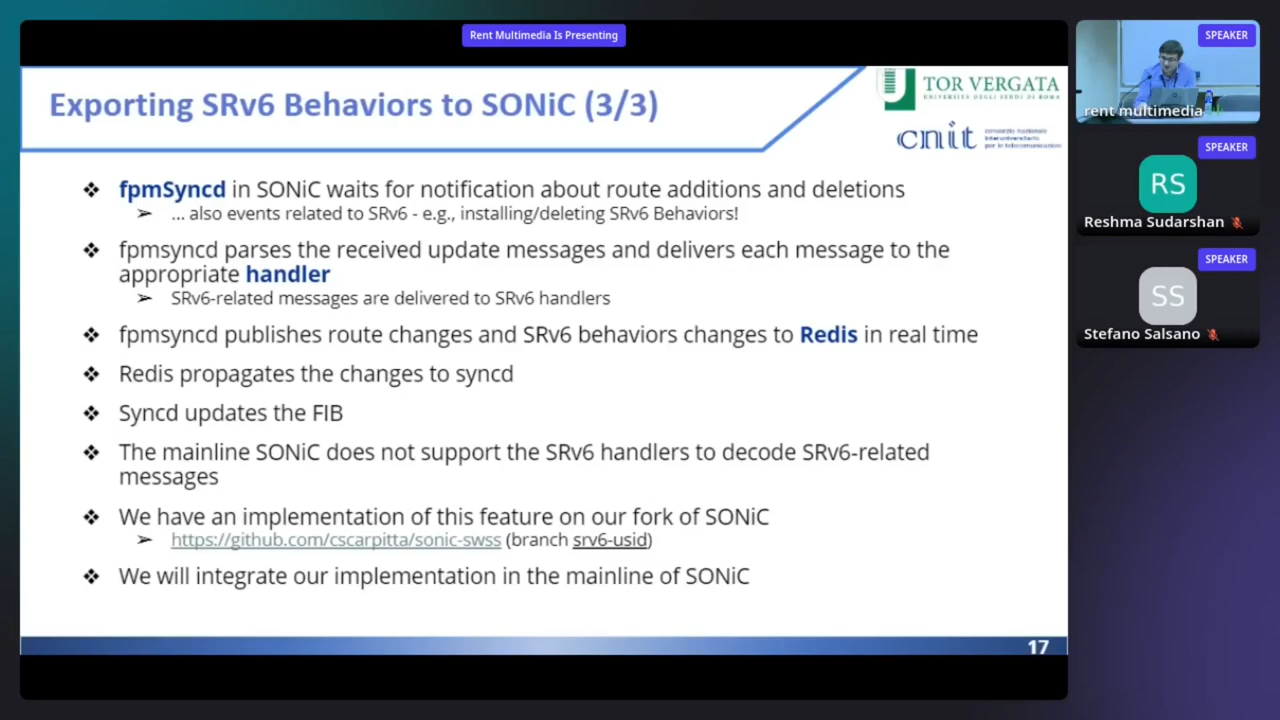 Rent Multimedia Is Presenting
Exporting SRv6 Behaviors to SONiC (3/3)
TOR VERGATA
UNIVERSITÀ DEGLI STUDI DI ROMA
cnit
consorzio nazionale
interuniversitario
per le telecomunicazioni
❖ fpmSyncd in SONiC waits for notification about route additions and deletions
➢ ... also events related to SRv6 - e.g., installing/deleting SRv6 Behaviors!
❖ fpmsyncd parses the received update messages and delivers each message to the
appropriate handler
➢ SRv6-related messages are delivered to SRv6 handlers
❖ fpmsyncd publishes route changes and SRv6 behaviors changes to Redis in real time
❖ Redis propagates the changes to syncd
❖ Syncd updates the FIB
❖ The mainline SONiC does not support the SRv6 handlers to decode SRv6-related
messages
❖ We have an implementation of this feature on our fork of SONiC
➢ https://github.com/cscarpitta/sonic-swss (branch srv6-usid)
❖ We will integrate our implementation in the mainline of SONiC
17
SPEAKER
rent multimedia
SPEAKER
RS
Reshma Sudarshan
SPEAKER
SS
Stefano Salsano